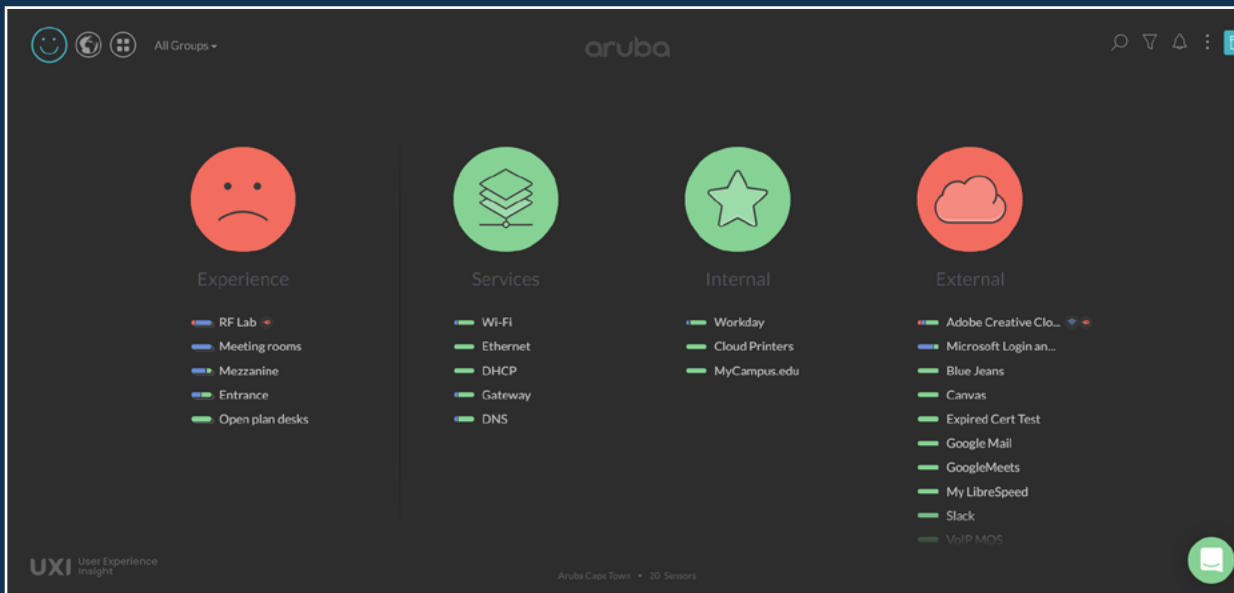 All Groups
aruba
Experience
RF Lab
Meeting rooms
Mezzanine
Entrance
Open plan desks
Services
Wi-Fi
Ethernet
DHCP
Gateway
DNS
Internal
Workday
Cloud Printers
MyCampus.edu
External
Adobe Creative Clo...
Microsoft Login an...
Blue Jeans
Canvas
Expired Cert Test
Google Mail
GoogleMeets
My LibreSpeed
Slack
VoIP MOS
UXI User Experience
Insight
Aruba Cape Town • 20 Sensors